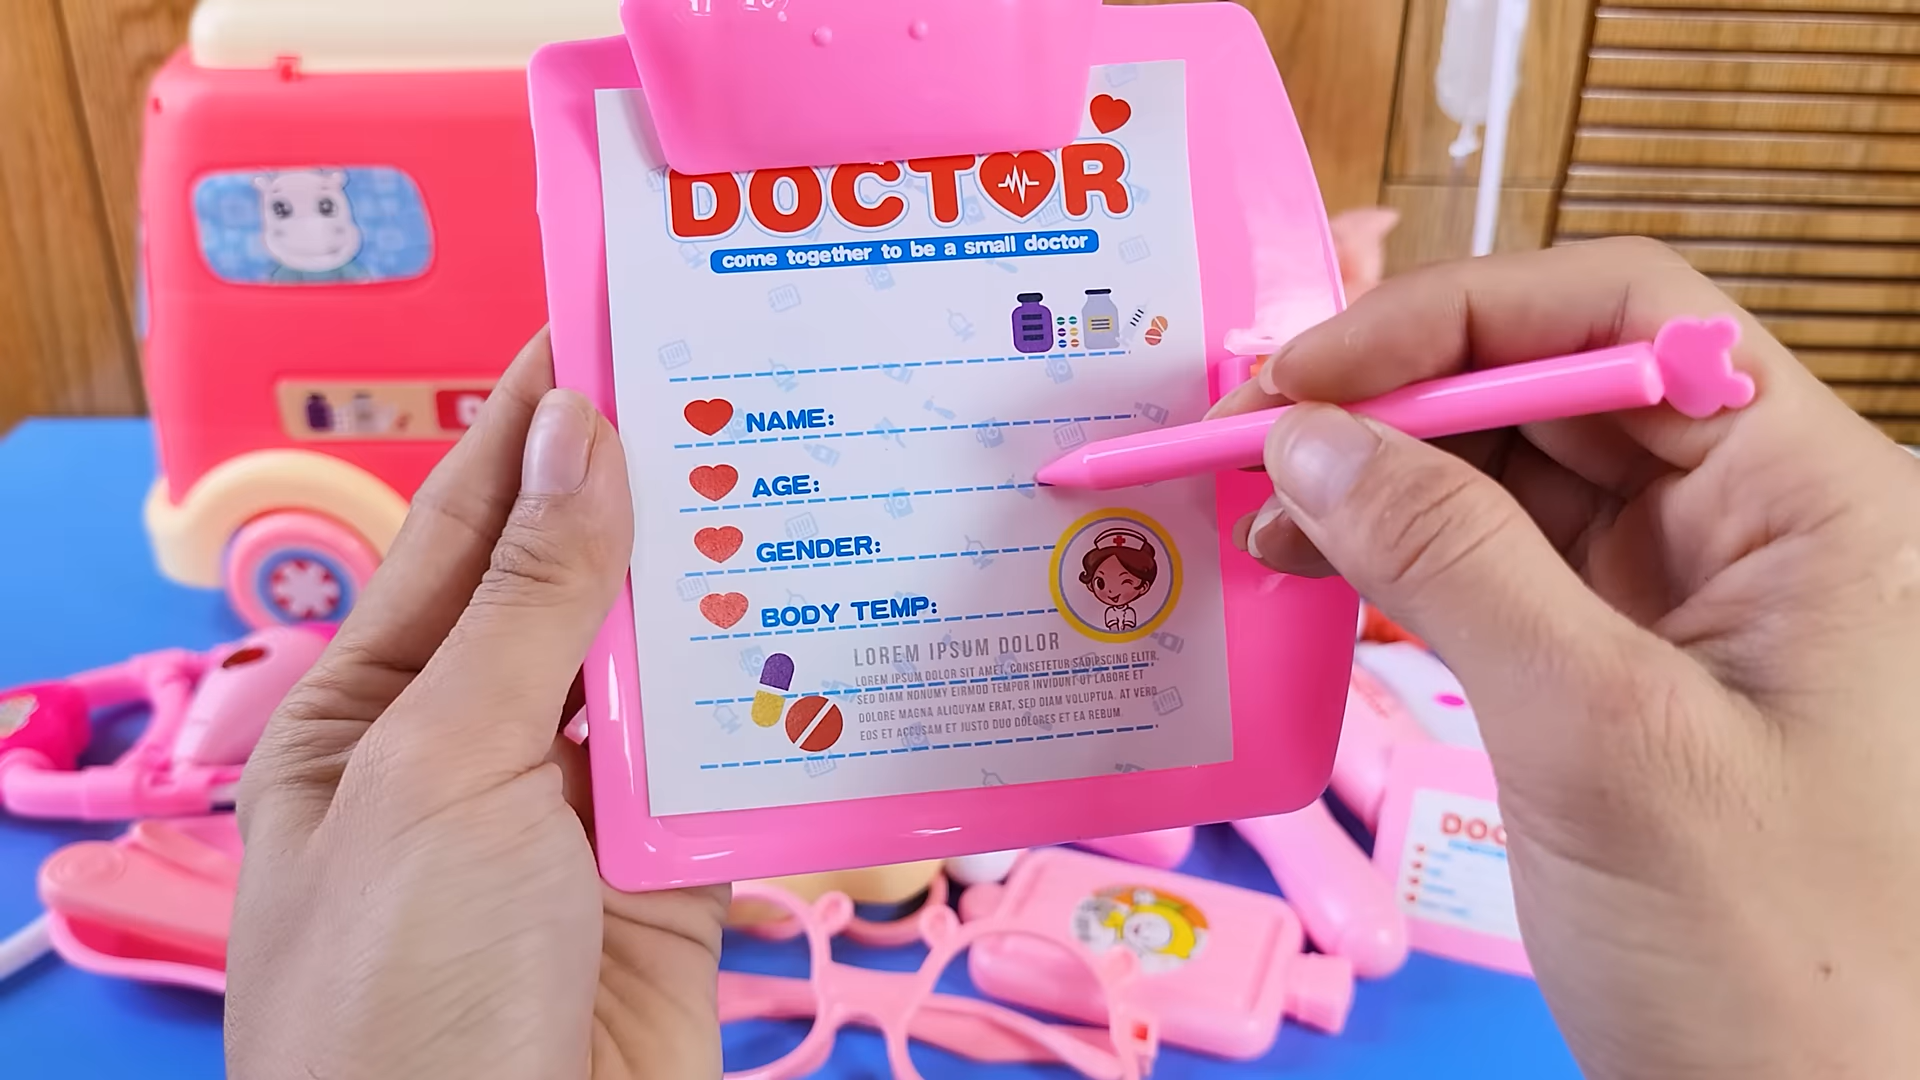 DOCTOR
come together to be a small doctor
NAME:
AGE:
GENDER:
BODY TEMP:
LOREM IPSUM DOLOR
LOREM IPSUM DOLOR SIT AMET, CONSETETUR SADIPSCING ELITR,
SED DIAM NONUMY EIRMOD TEMPOR INVIDUNT UT LABORE ET
DOLORE MAGNA ALIQUYAM ERAT, SED DIAM VOLUPTUA. AT VERO
EOS ET ACCUSAM ET JUSTO DUO DOLORES ET EA REBUM.
DOC